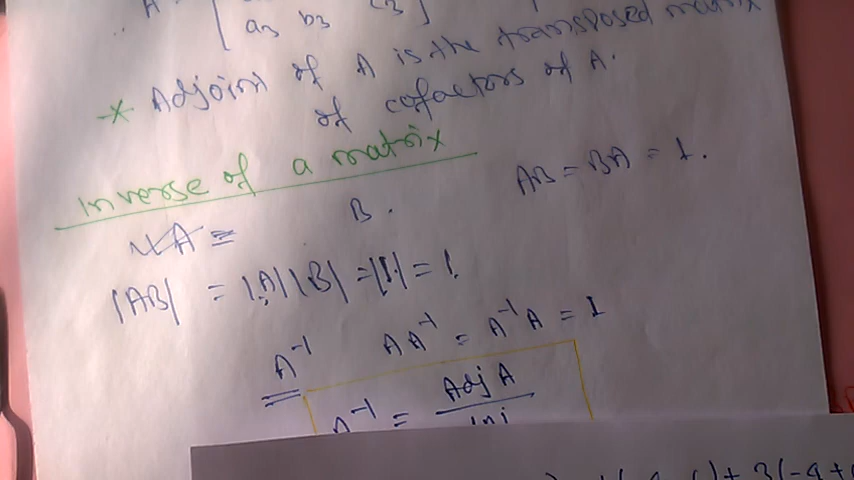 A
a3 b3 c3
* Adjoint of A is the transposed matrix
of cofactors of A.
Inverse of a matrix
AB = BA = I.
A = B.
|AB| = |A||B| = |I| = 1.
A⁻¹ AA⁻¹ = A⁻¹A = I
A⁻¹ = Adj A